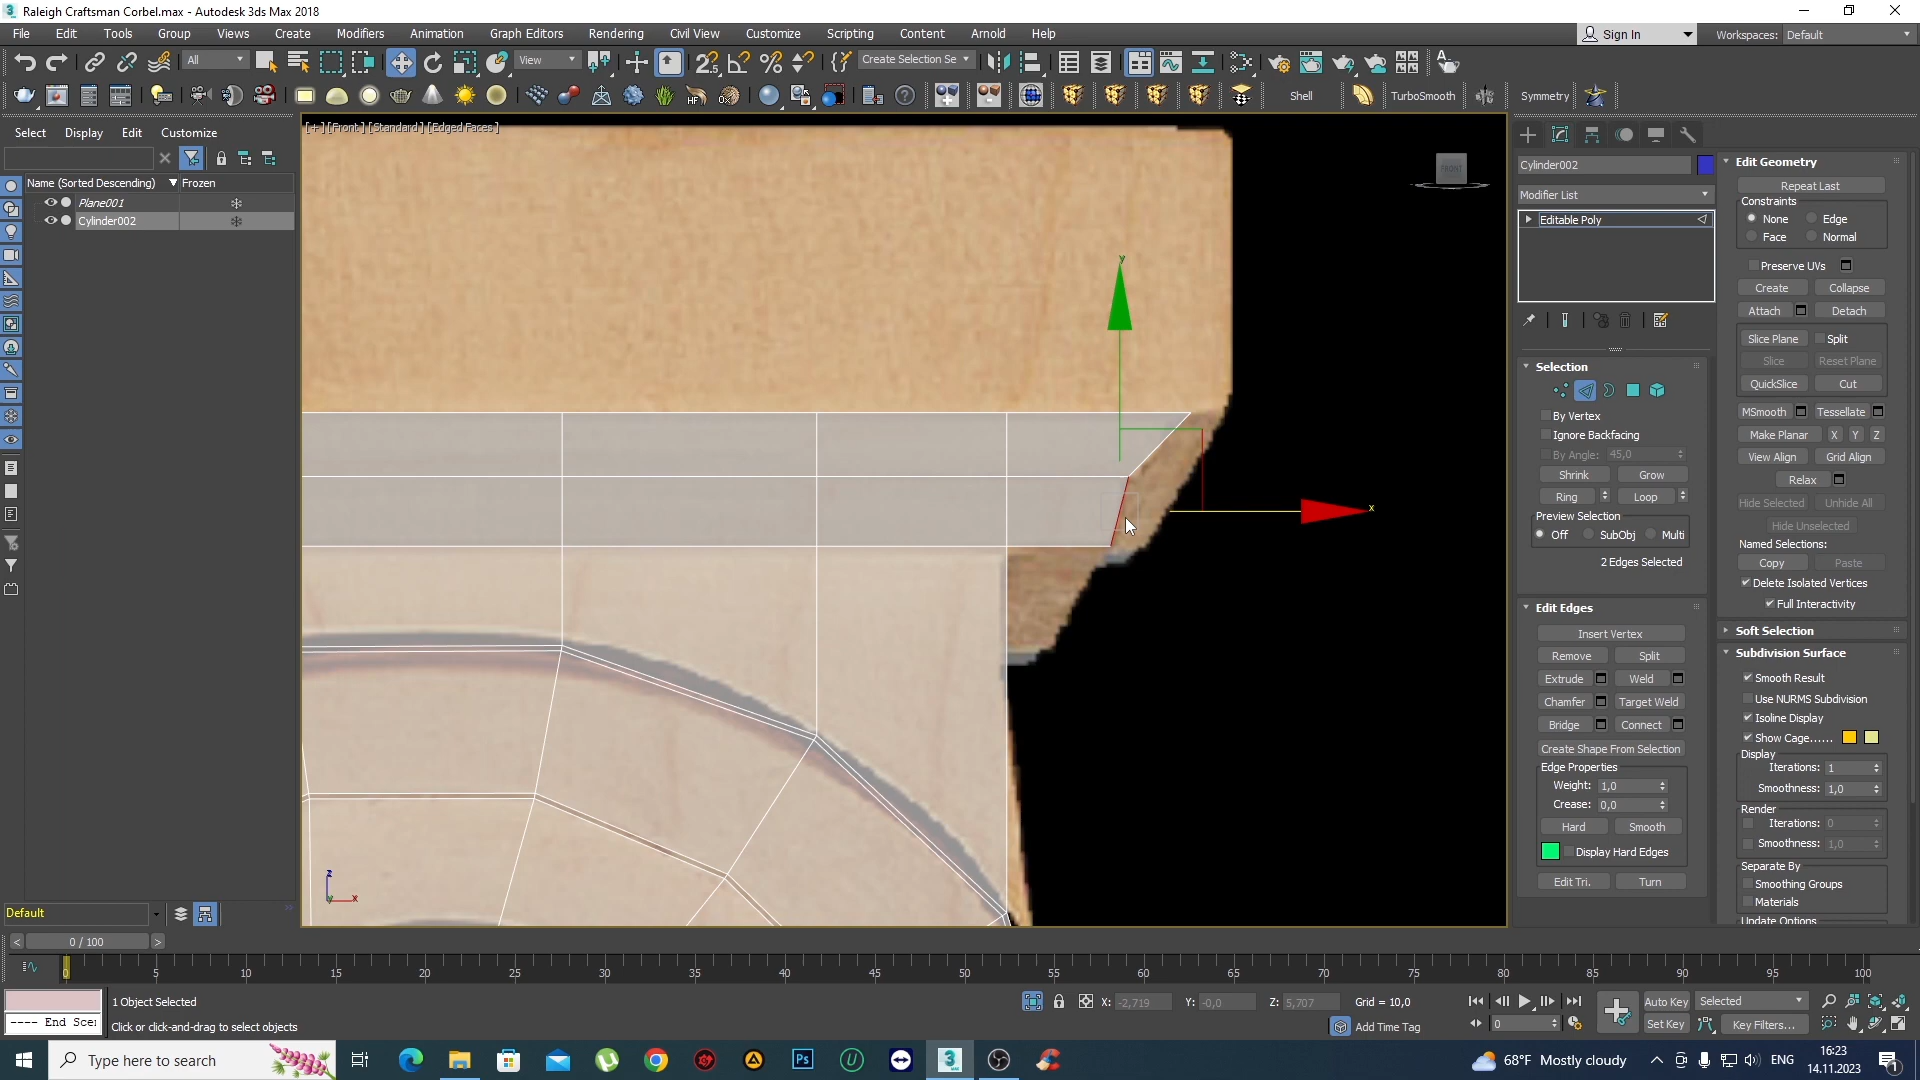 Raleigh Craftsman Corbel.max - Autodesk 3ds Max 2018
File Edit Tools Group Views Create Modifiers Animation Graph Editors Rendering Civil View Customize Scripting Content Arnold Help
Sign In
Workspaces: Default
All
View
Create Selection Se
Shell
TurboSmooth
Symmetry
Select Display Edit Customize
Name (Sorted Descending) Frozen
Plane001
Cylinder002
[+] [Front] [Standard] [Edged Faces]
FRONT
y
x
z
x
Cylinder002
Modifier List
Editable Poly
Selection
By Vertex
Ignore Backfacing
By Angle: 45,0
Shrink Grow
Ring Loop
Preview Selection
Off SubObj Multi
2 Edges Selected
Edit Edges
Insert Vertex
Remove Split
Extrude Weld
Chamfer Target Weld
Bridge Connect
Create Shape From Selection
Edge Properties
Weight: 1,0
Crease: 0,0
Hard Smooth
Display Hard Edges
Edit Tri. Turn
Edit Geometry
Repeat Last
Constraints
None Edge
Face Normal
Preserve UVs
Create Collapse
Attach Detach
Slice Plane Split
Slice Reset Plane
QuickSlice Cut
MSmooth Tessellate
Make Planar X Y Z
View Align Grid Align
Relax
Hide Selected Unhide All
Hide Unselected
Named Selections:
Copy Paste
Delete Isolated Vertices
Full Interactivity
Soft Selection
Subdivision Surface
Smooth Result
Use NURMS Subdivision
Isoline Display
Show Cage......
Display
Iterations: 1
Smoothness: 1,0
Render
Iterations: 0
Smoothness: 1,0
Separate By
Smoothing Groups
Materials
Update Options
Default
0 / 100
0 5 10 15 20 25 30 35 40 45 50 55 60 65 70 75 80 85 90 95 100
1 Object Selected
---- End Scei
Click or click-and-drag to select objects
X: -2,719 Y: -0,0 Z: 5,707 Grid = 10,0
Add Time Tag
0
Auto Key Selected
Set Key Key Filters...
Type here to search
Ps
3
MAX
68°F Mostly cloudy
ENG
16:23
14.11.2023
1